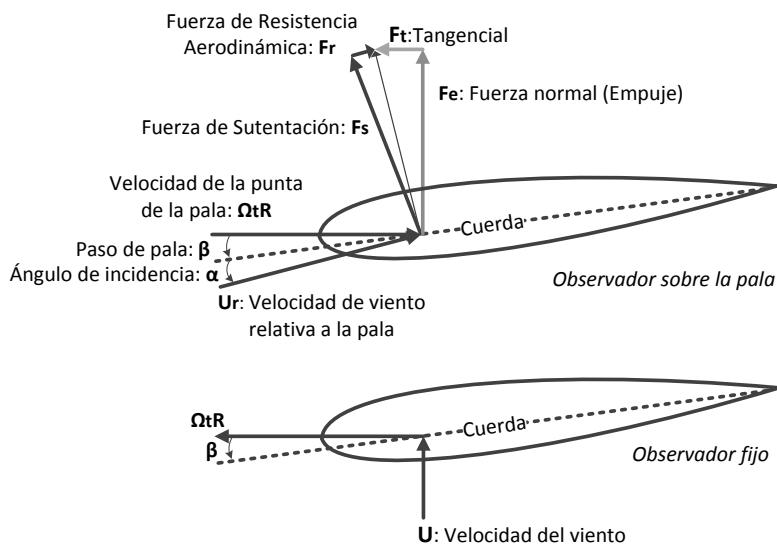 Fuerza de Resistencia
Aerodinámica: Fr
Ft:Tangencial
Fe: Fuerza normal (Empuje)
Fuerza de Sutentación: Fs
Velocidad de la punta
de la pala: ΩtR
Cuerda
Paso de pala: β
Ángulo de incidencia: α
Observador sobre la pala
Ur: Velocidad de viento
relativa a la pala
ΩtR
Cuerda
β
Observador fijo
U: Velocidad del viento